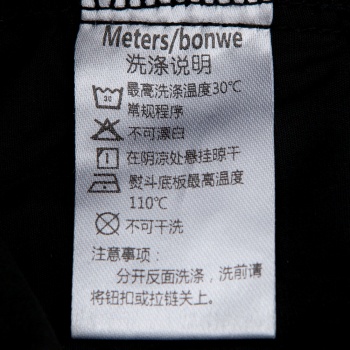 Meters/bonwe
洗涤说明
最高洗涤温度30℃
常规程序
不可漂白
在阴凉处悬挂晾干
熨斗底板最高温度
110℃
不可干洗
注意事项：
分开反面洗涤，洗前请
将钮扣或拉链关上。